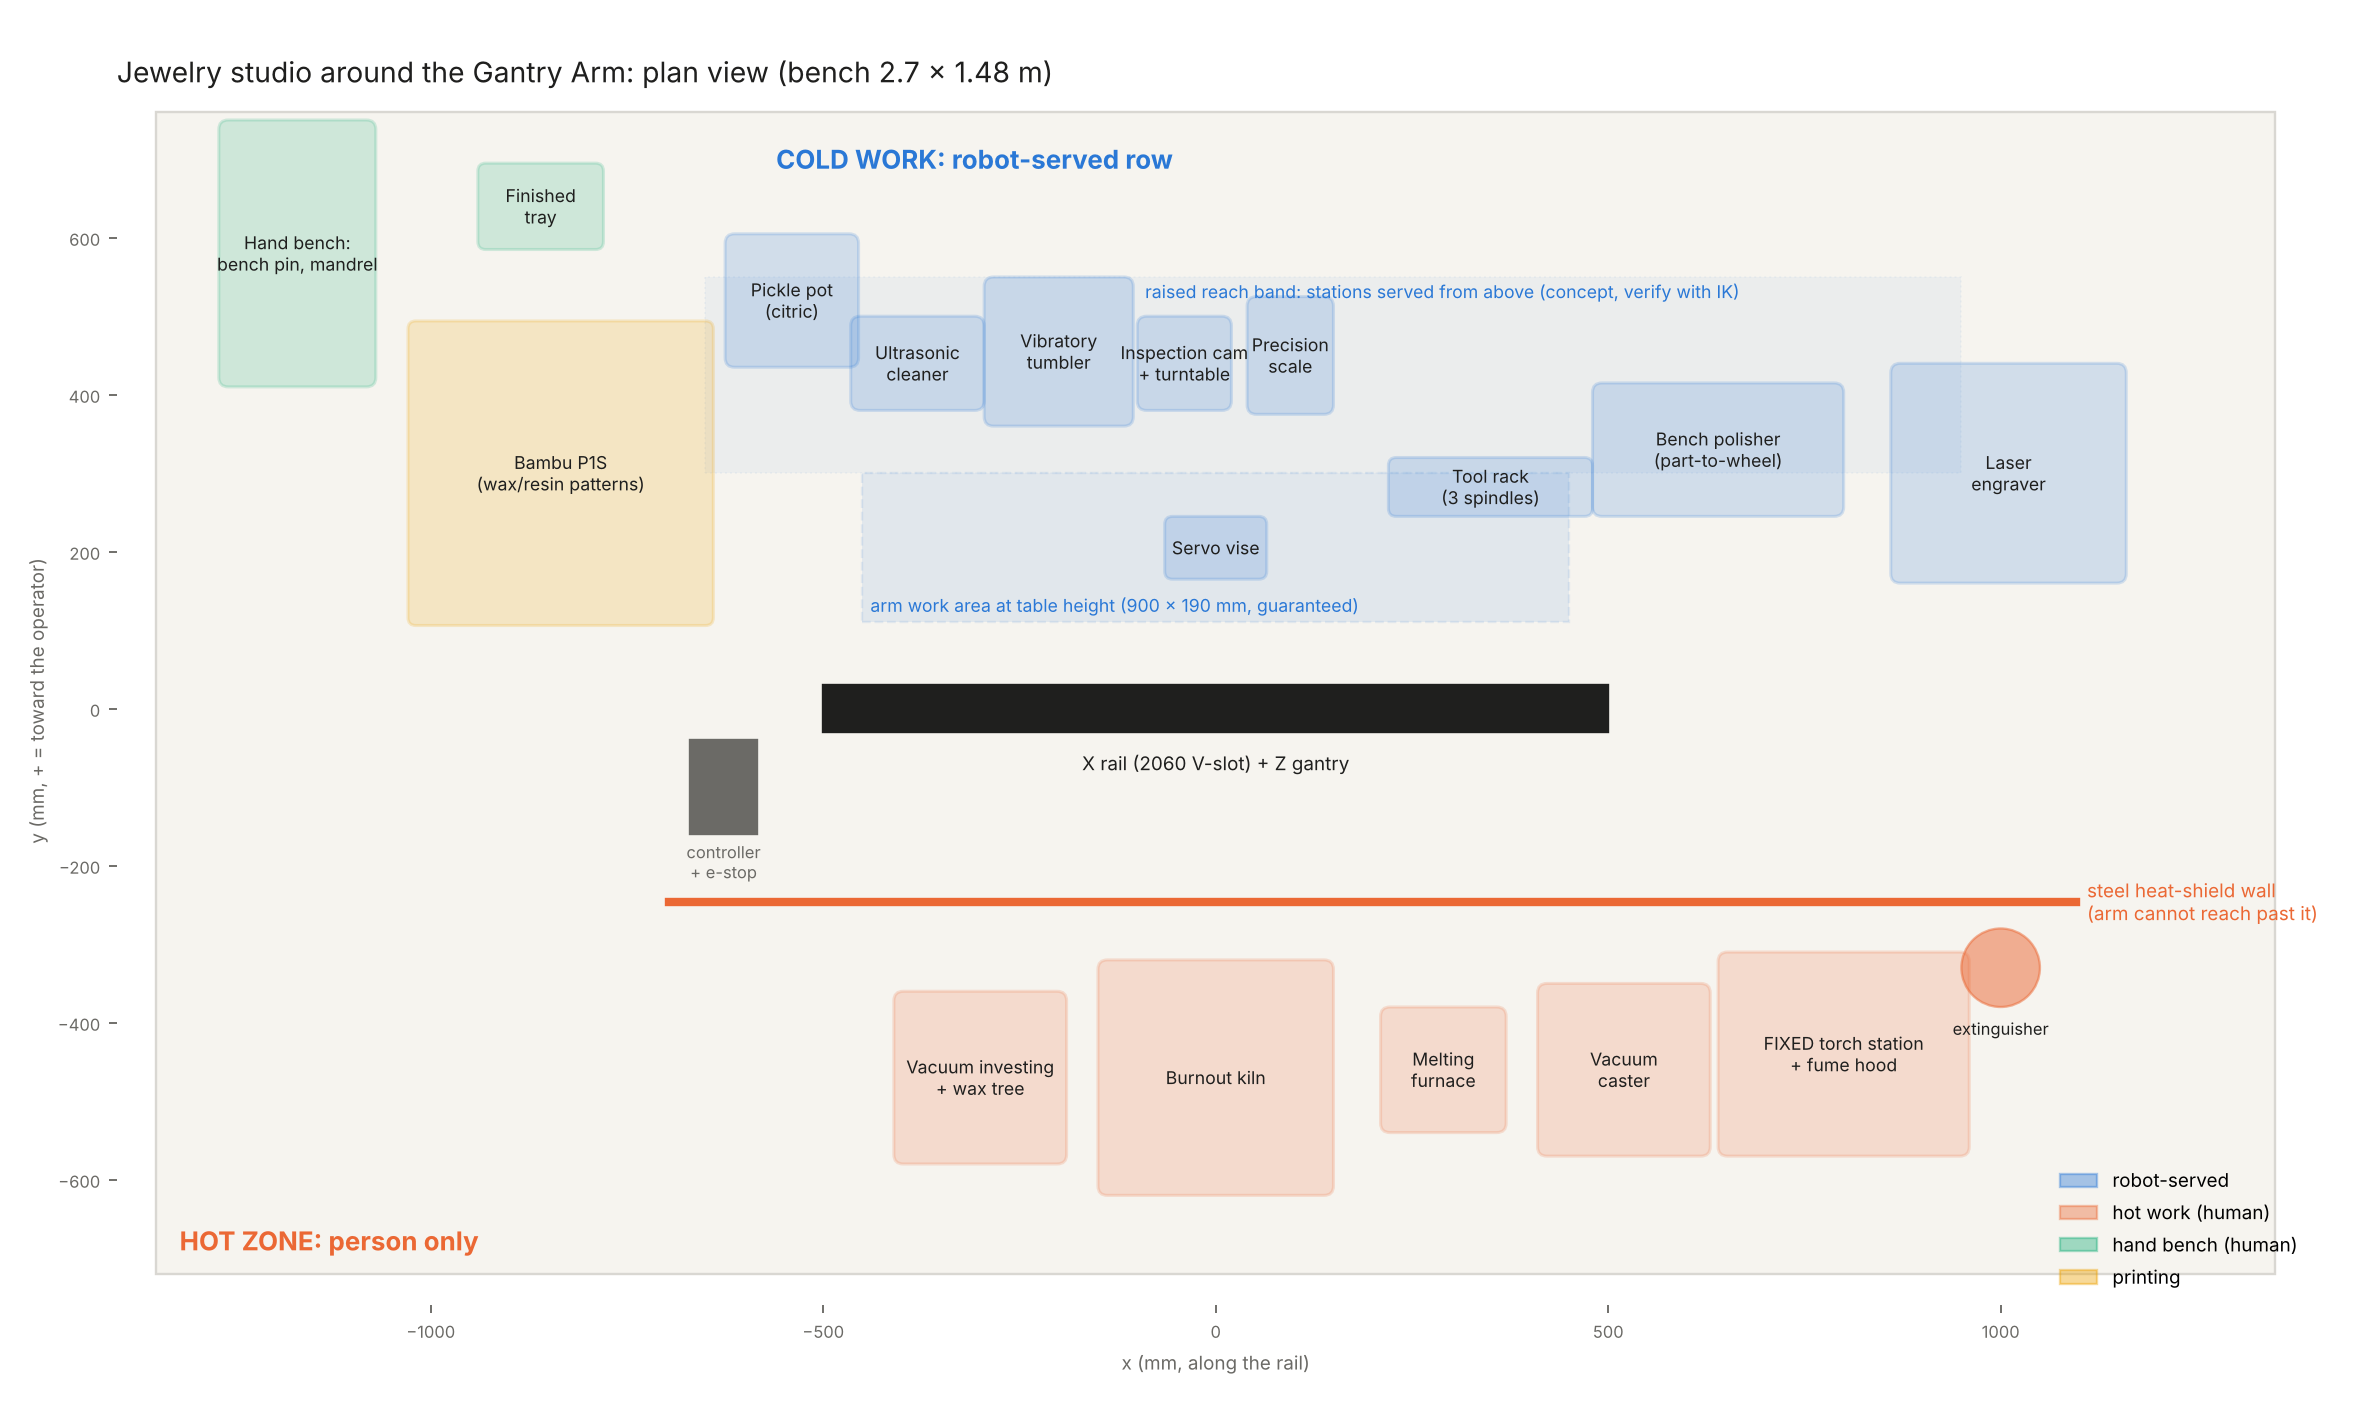 Jewelry studio around the Gantry Arm: plan view (bench 2.7 × 1.48 m)
COLD WORK: robot-served row
Finished
tray
Hand bench:
bench pin, mandrel
Pickle pot
(citric)
raised reach band: stations served from above (concept, verify with IK)
Ultrasonic
cleaner
Vibratory
tumbler
Inspection cam
+ turntable
Precision
scale
Bambu P1S
(wax/resin patterns)
Tool rack
(3 spindles)
Bench polisher
(part-to-wheel)
Laser
engraver
Servo vise
arm work area at table height (900 × 190 mm, guaranteed)
X rail (2060 V-slot) + Z gantry
controller
+ e-stop
steel heat-shield wall
(arm cannot reach past it)
extinguisher
Vacuum investing
+ wax tree
Burnout kiln
Melting
furnace
Vacuum
caster
FIXED torch station
+ fume hood
HOT ZONE: person only
robot-served
hot work (human)
hand bench (human)
printing
600
400
200
0
−200
−400
−600
y (mm, + = toward the operator)
−1000
−500
0
500
1000
x (mm, along the rail)